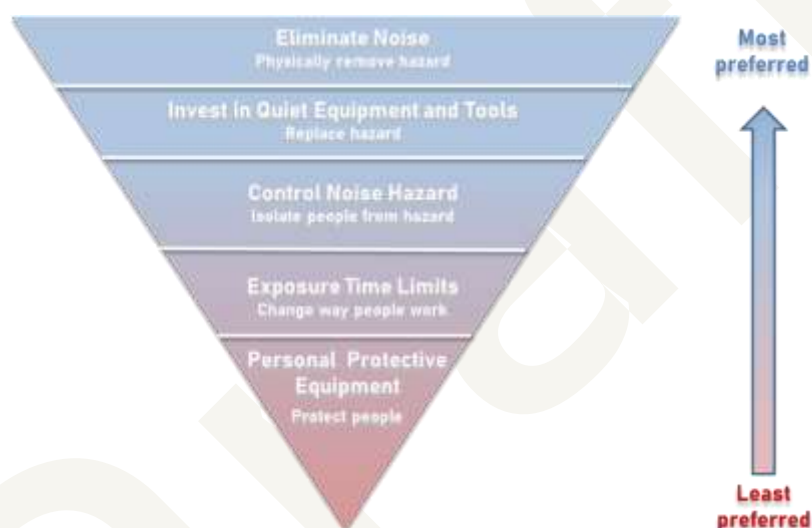 Eliminate Noise
Physically remove hazard
Invest in Quiet Equipment and Tools
Replace hazard
Control Noise Hazard
Isolate people from hazard
Exposure Time Limits
Change way people work
Personal Protective
Equipment
Protect people
Most
preferred
Least
preferred